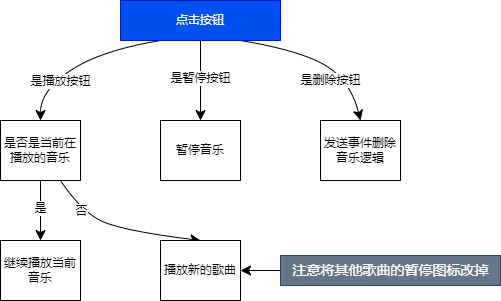 点击按钮
是播放按钮
是暂停按钮
是删除按钮
是否是当前在
播放的音乐
暂停音乐
发送事件删除
音乐逻辑
是
否
继续播放当前
音乐
播放新的歌曲
注意将其他歌曲的暂停图标改掉